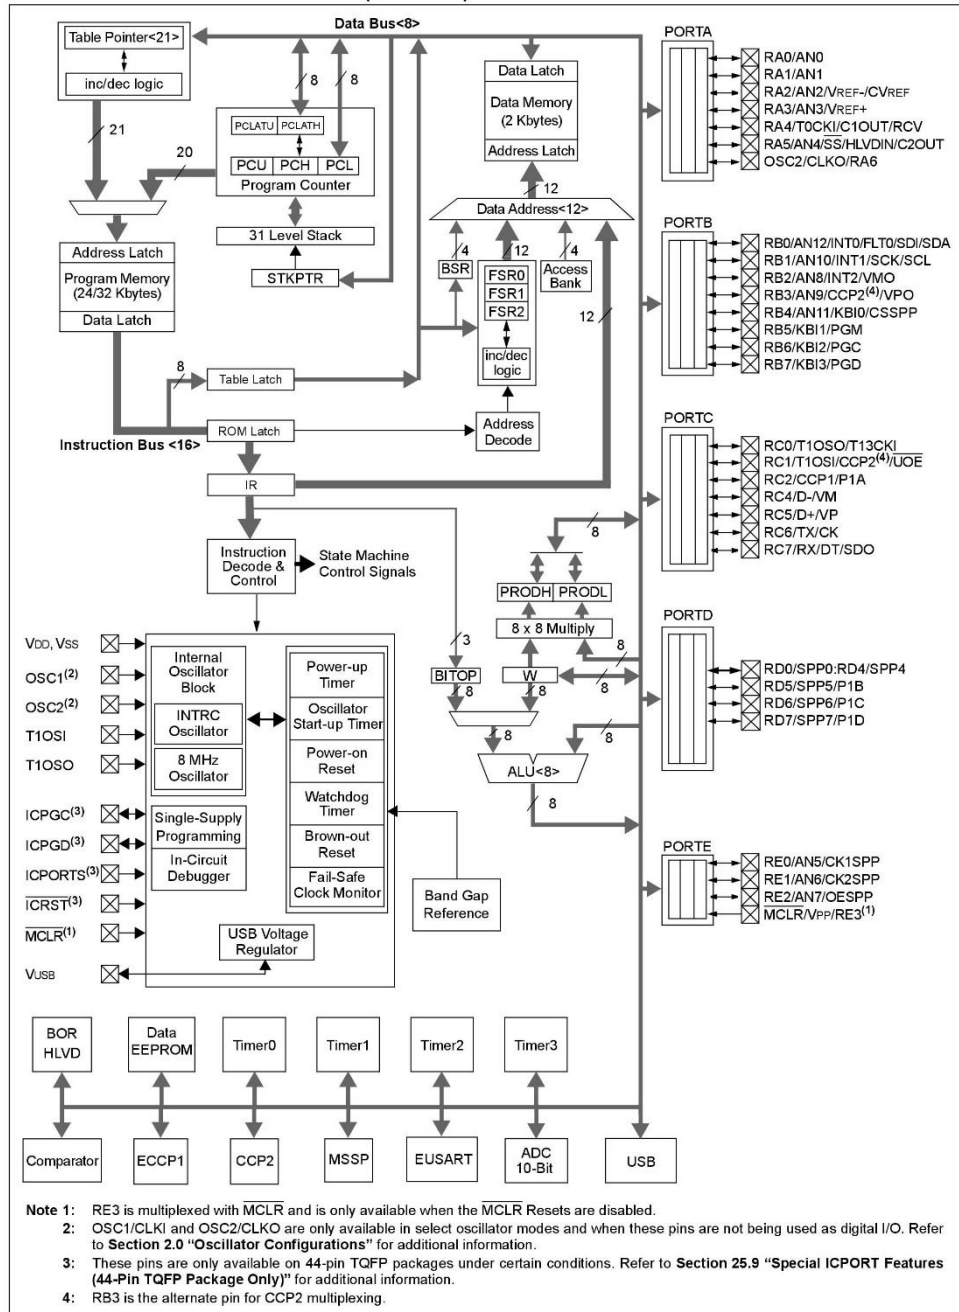 Data Bus<8>
Table Pointer<21>
inc/dec logic
21
20
8
8
PCLATU PCLATH
PCU PCH PCL
Program Counter
31 Level Stack
STKPTR
Data Latch
Data Memory
(2 Kbytes)
Address Latch
12
Data Address<12>
4
12
4
BSR
FSR0
FSR1
FSR2
inc/dec
logic
Access
Bank
12
Address Latch
Program Memory
(24/32 Kbytes)
Data Latch
8
Table Latch
Instruction Bus <16>
ROM Latch
Address
Decode
IR
Instruction
Decode &
Control
State Machine
Control Signals
8
PRODH PRODL
8 x 8 Multiply
3
8
BITOP
W
8
8
8
8
8
ALU<8>
8
VDD, VSS
OSC1(2)
OSC2(2)
T1OSI
T1OSO
ICPGC(3)
ICPGD(3)
ICPORTS(3)
ICRST(3)
MCLR(1)
VUSB
Internal
Oscillator
Block
INTRC
Oscillator
8 MHz
Oscillator
Single-Supply
Programming
In-Circuit
Debugger
Power-up
Timer
Oscillator
Start-up Timer
Power-on
Reset
Watchdog
Timer
Brown-out
Reset
Fail-Safe
Clock Monitor
Band Gap
Reference
USB Voltage
Regulator
PORTA
RA0/AN0
RA1/AN1
RA2/AN2/VREF-/CVREF
RA3/AN3/VREF+
RA4/T0CKI/C1OUT/RCV
RA5/AN4/SS/HLVDIN/C2OUT
OSC2/CLKO/RA6
PORTB
RB0/AN12/INT0/FLT0/SDI/SDA
RB1/AN10/INT1/SCK/SCL
RB2/AN8/INT2/VMO
RB3/AN9/CCP2(4)/VPO
RB4/AN11/KBI0/CSSPP
RB5/KBI1/PGM
RB6/KBI2/PGC
RB7/KBI3/PGD
PORTC
RC0/T1OSO/T13CKI
RC1/T1OSI/CCP2(4)/UOE
RC2/CCP1/P1A
RC4/D-/VM
RC5/D+/VP
RC6/TX/CK
RC7/RX/DT/SDO
PORTD
RD0/SPP0:RD4/SPP4
RD5/SPP5/P1B
RD6/SPP6/P1C
RD7/SPP7/P1D
PORTE
RE0/AN5/CK1SPP
RE1/AN6/CK2SPP
RE2/AN7/OESPP
MCLR/VPP/RE3(1)
BOR
HLVD
Data
EEPROM
Timer0
Timer1
Timer2
Timer3
Comparator
ECCP1
CCP2
MSSP
EUSART
ADC
10-Bit
USB
Note 1: RE3 is multiplexed with MCLR and is only available when the MCLR Resets are disabled.
2: OSC1/CLKI and OSC2/CLKO are only available in select oscillator modes and when these pins are not being used as digital I/O. Refer
to Section 2.0 “Oscillator Configurations” for additional information.
3: These pins are only available on 44-pin TQFP packages under certain conditions. Refer to Section 25.9 “Special ICPORT Features
(44-Pin TQFP Package Only)” for additional information.
4: RB3 is the alternate pin for CCP2 multiplexing.